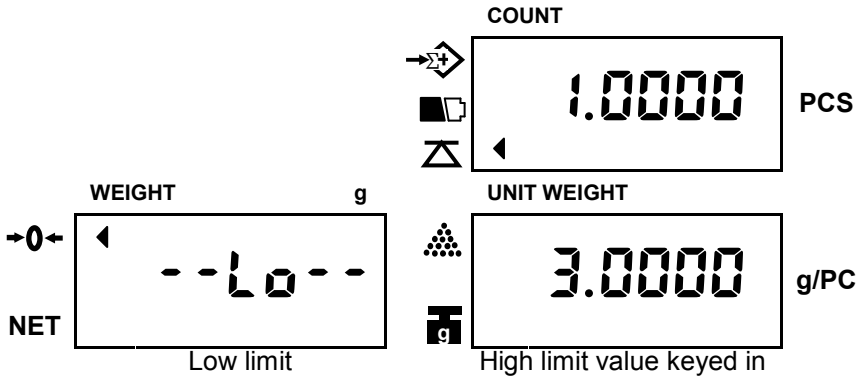 COUNT
Σ+
1.0000 PCS
WEIGHT g
UNIT WEIGHT
0
--Lo--
3.0000 g/PC
NET
g
Low limit
High limit value keyed in